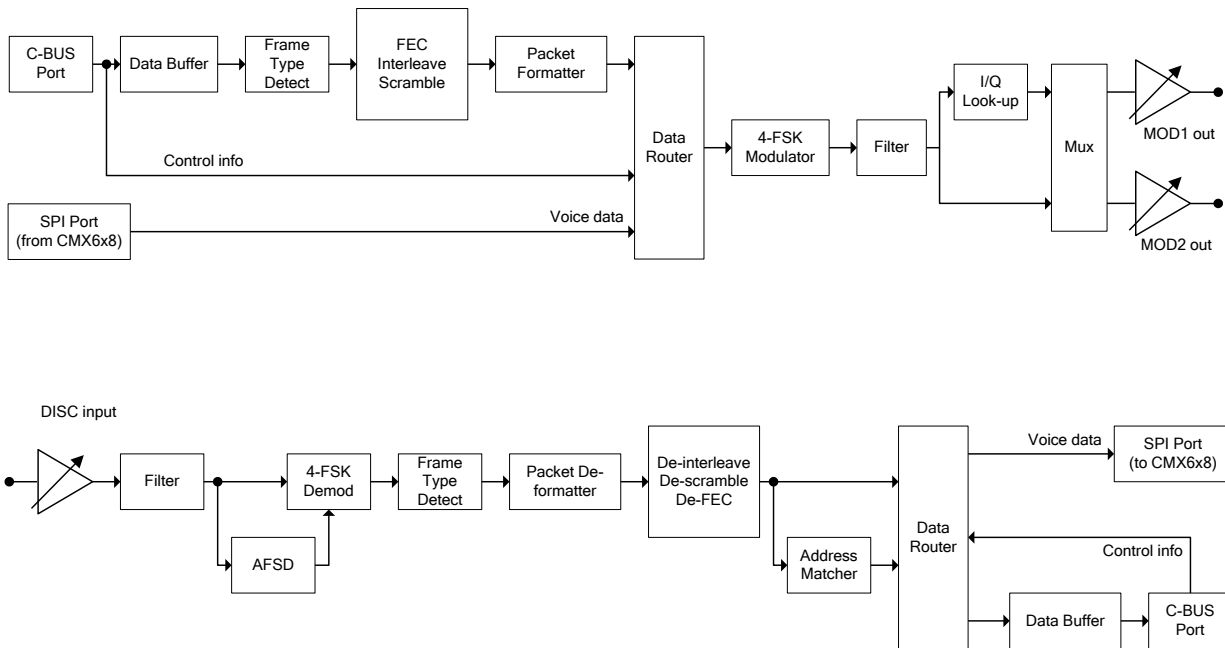 C-BUS
Port
Data Buffer
Frame
Type
Detect
FEC
Interleave
Scramble
Packet
Formatter
Control info
SPI Port
(from CMX6x8)
Voice data
Data
Router
4-FSK
Modulator
Filter
I/Q
Look-up
Mux
MOD1 out
MOD2 out
DISC input
Filter
4-FSK
Demod
AFSD
Frame
Type
Detect
Packet De-
formatter
De-interleave
De-scramble
De-FEC
Address
Matcher
Data
Router
Voice data
SPI Port
(to CMX6x8)
Control info
Data Buffer
C-BUS
Port